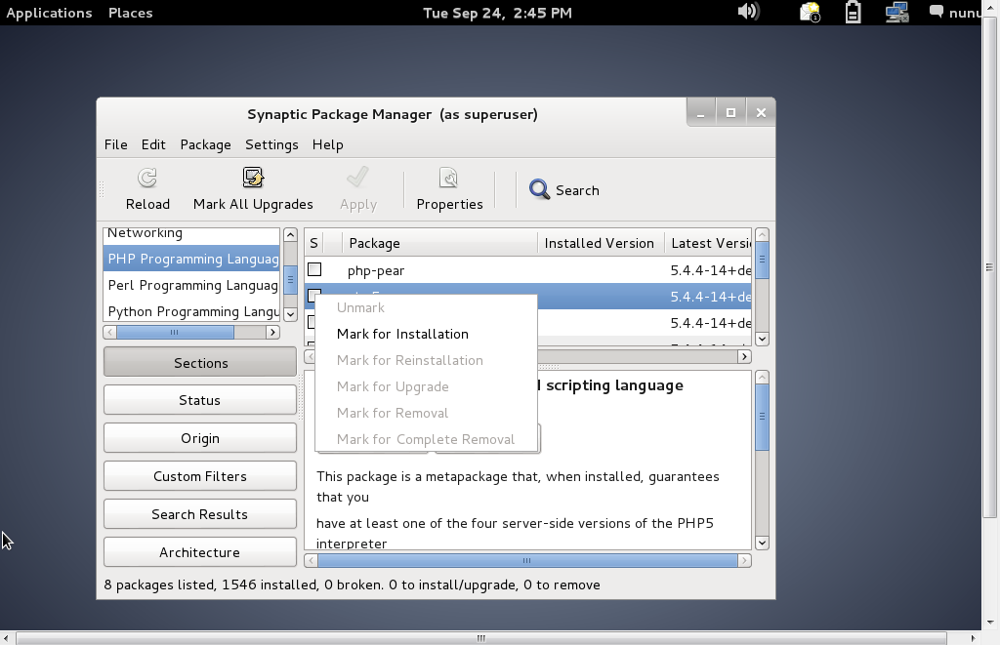 Applications Places Tue Sep 24, 2:45 PM 1 nunu
Synaptic Package Manager (as superuser)
File Edit Package Settings Help
Reload Mark All Upgrades Apply Properties Search
Networking
PHP Programming Languag
Perl Programming Languag
Python Programming Langu
S Package Installed Version Latest Versi
php-pear 5.4.4-14+de
5.4.4-14+de
5.4.4-14+de
Unmark
Mark for Installation
Mark for Reinstallation
Mark for Upgrade
Mark for Removal
Mark for Complete Removal
Sections
Status
Origin
Custom Filters
Search Results
Architecture
scripting language
This package is a metapackage that, when installed, guarantees
that you
have at least one of the four server-side versions of the PHP5
interpreter
8 packages listed, 1546 installed, 0 broken. 0 to install/upgrade, 0 to remove